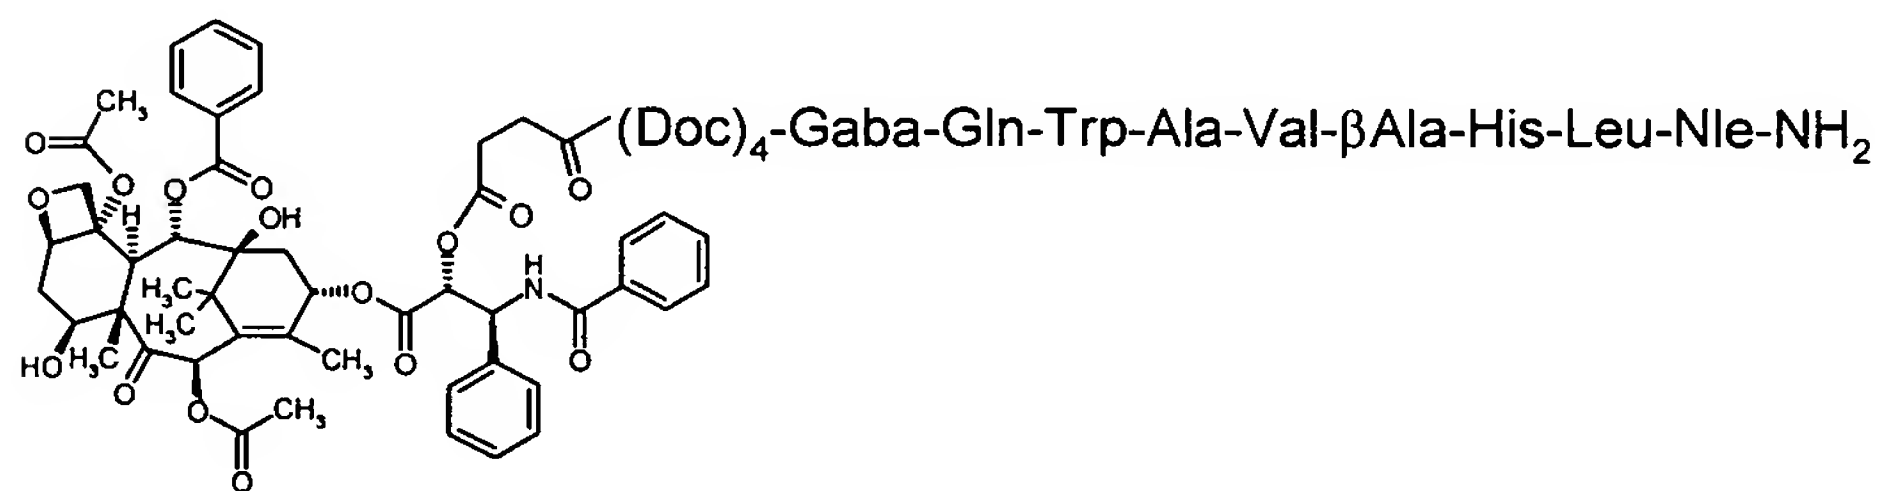 CH3
O
O
O
O
O
H
OH
(Doc)4-Gaba-Gln-Trp-Ala-Val-βAla-His-Leu-Nle-NH2
O
O
O
H3C
H3C
O
O
H
N
O
HO
H3C
O
CH3
O
CH3
O